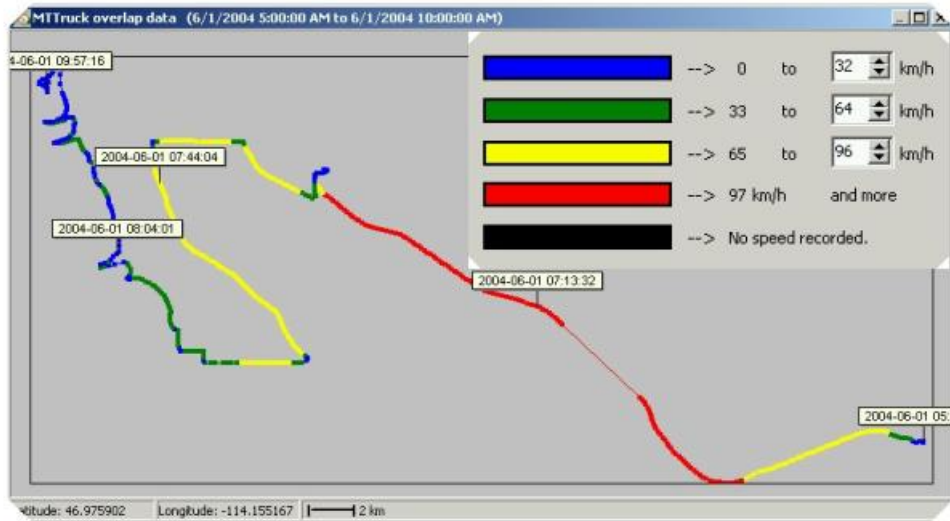 MTTruck overlap data (6/1/2004 5:00:00 AM to 6/1/2004 10:00:00 AM)
4-06-01 09:57:16
--> 0 to 32 km/h
--> 33 to 64 km/h
--> 65 to 96 km/h
--> 97 km/h and more
--> No speed recorded.
2004-06-01 07:44:04
2004-06-01 08:04:01
2004-06-01 07:13:32
2004-06-01 05:
titude: 46.975902 Longitude: -114.155167 2 km